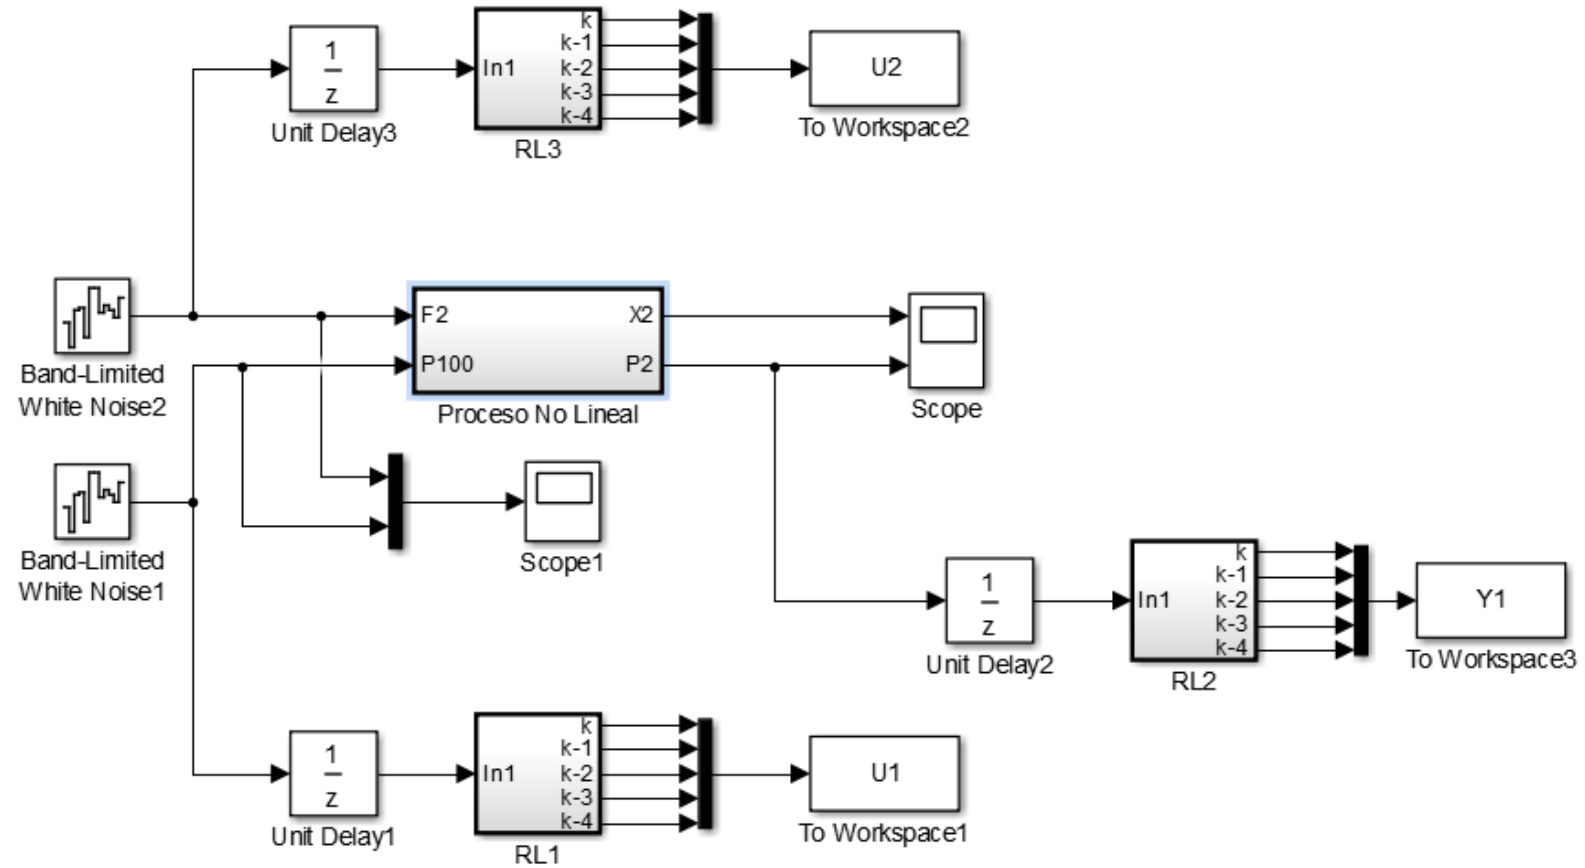 1
z
Unit Delay3
In1
k
k-1
k-2
k-3
k-4
RL3
U2
To Workspace2
Band-Limited
White Noise2
F2
P100
X2
P2
Proceso No Lineal
Scope
Band-Limited
White Noise1
Scope1
1
z
Unit Delay2
In1
k
k-1
k-2
k-3
k-4
RL2
Y1
To Workspace3
1
z
Unit Delay1
In1
k
k-1
k-2
k-3
k-4
RL1
U1
To Workspace1